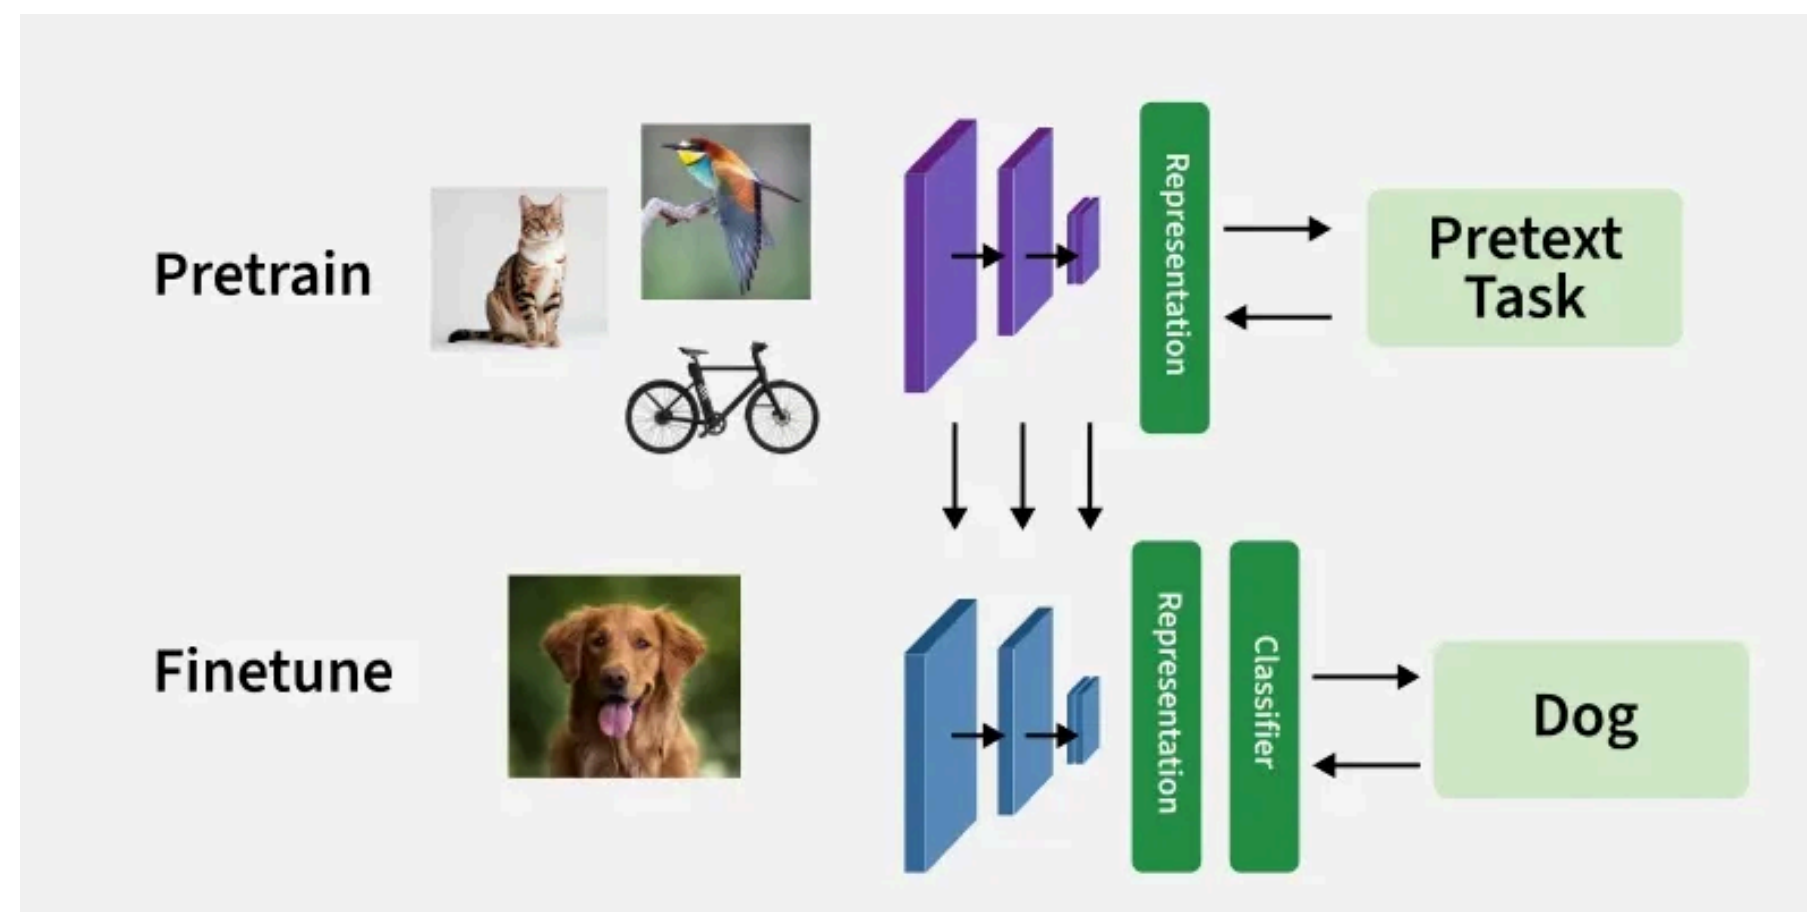 Pretrain
Representation
Pretext
Task
Finetune
Representation
Classifier
Dog